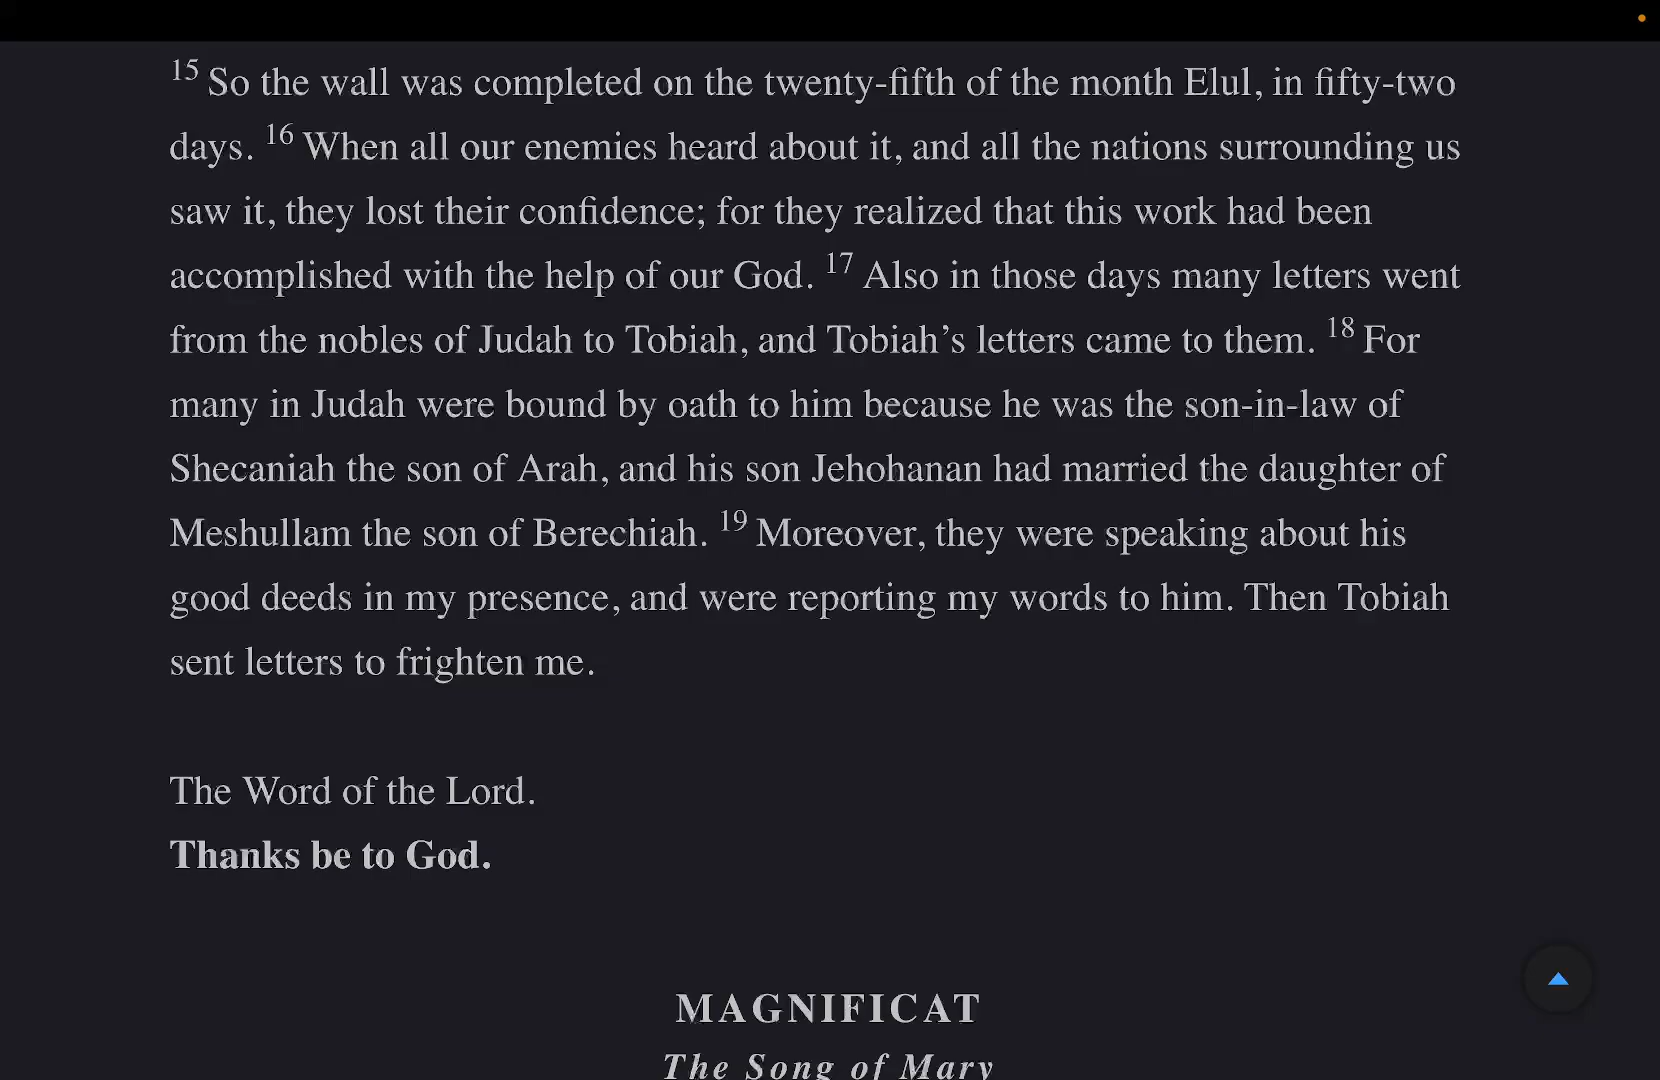 15 So the wall was completed on the twenty-fifth of the month Elul, in fifty-two
days. 16 When all our enemies heard about it, and all the nations surrounding us
saw it, they lost their confidence; for they realized that this work had been
accomplished with the help of our God. 17 Also in those days many letters went
from the nobles of Judah to Tobiah, and Tobiah’s letters came to them. 18 For
many in Judah were bound by oath to him because he was the son-in-law of
Shecaniah the son of Arah, and his son Jehohanan had married the daughter of
Meshullam the son of Berechiah. 19 Moreover, they were speaking about his
good deeds in my presence, and were reporting my words to him. Then Tobiah
sent letters to frighten me.
The Word of the Lord.
Thanks be to God.
MAGNIFICAT
The Song of Mary